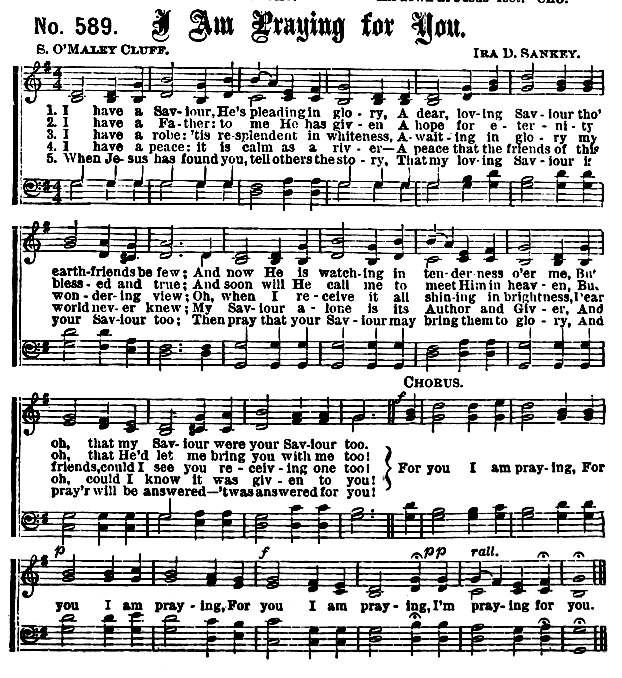 No. 589. I Am Praying for You.
S. O'MALEY CLUFF. IRA D. SANKEY.
1. I have a Sav-iour, He's pleading in glo-ry, A dear, lov-ing Sav-iour tho'
2. I have a Fa-ther: to me He has giv-en A hope for e-ter-ni-ty
3. I have a robe: 'tis re-splendent in whiteness, A-wait-ing in glo-ry my
4. I have a peace: it is calm as a riv-er—A peace that the friends of this
5. When Je-sus has found you, tell others the sto-ry, That my lov-ing Sav-iour is
earth-friends be few; And now He is watch-ing in ten-der-ness o'er me, But
bless-ed and true; And soon will He call me to meet Him in heav-en, But
won-der-ing view; Oh, when I re-ceive it all shin-ing in brightness, Dear
world nev-er knew; My Sav-iour a-lone is its Author and Giv-er, And
your Sav-iour too; Then pray that your Sav-iour may bring them to glo-ry, And
CHORUS.
f
oh, that my Sav-iour were your Sav-iour too.
oh, that He'd let me bring you with me too!
friends, could I see you re-ceiv-ing one too! For you I am pray-ing, For
oh, could I know it was giv-en to you!
pray'r will be answered—'twas answered for you!
p f pp rall.
you I am pray-ing, For you I am pray-ing, I'm pray-ing for you.